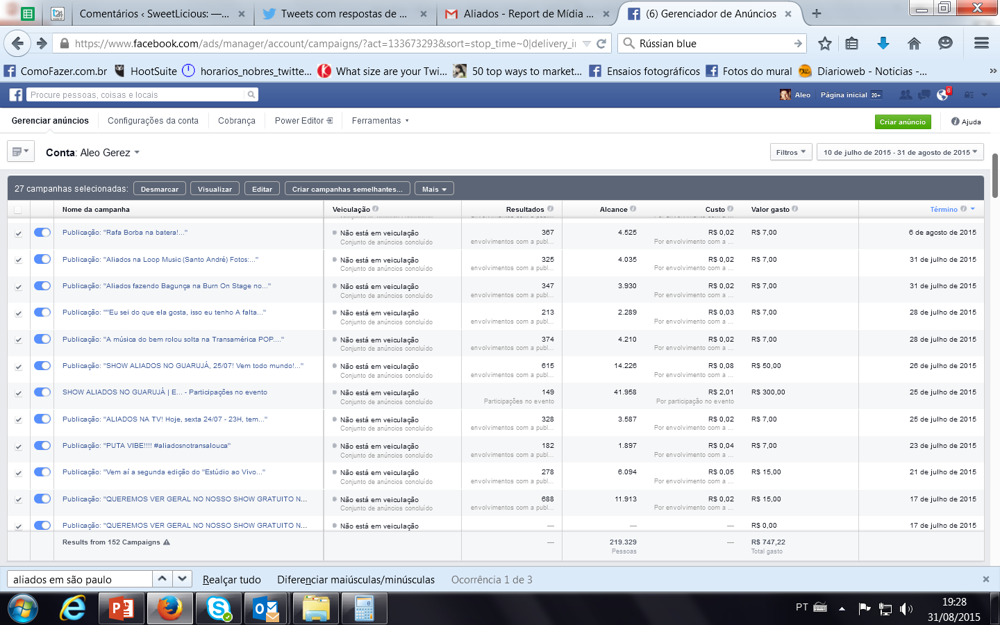 Comentários ‹ SweetLicious: —...
Tweets com respostas de ...
Aliados - Report de Mídia ...
(6) Gerenciador de Anúncios
https://www.facebook.com/ads/manager/account/campaigns/?act=133673293&sort=stop_time~0|delivery_i
Rússian blue
ComoFazer.com.br
HootSuite
horarios_nobres_twitte...
What size are your Twi...
50 top ways to market...
Ensaios fotográficos
Fotos do mural
Diarioweb - Noticias -...
Procure pessoas, coisas e locais
Aleo
Página inicial 20+
6
Gerenciar anúncios
Configurações da conta
Cobrança
Power Editor
Ferramentas
Criar anúncio
Ajuda
Conta: Aleo Gerez
Filtros
10 de julho de 2015 - 31 de agosto de 2015
27 campanhas selecionadas:
Desmarcar
Visualizar
Editar
Criar campanhas semelhantes...
Mais
Nome da campanha
Veiculação
Resultados
Alcance
Custo
Valor gasto
Término
Publicação: "Rafa Borba na batera!..."
Não está em veiculação
367
4.525
R$ 0,02
R$ 7,00
6 de agosto de 2015
Conjunto de anúncios concluído
envolvimentos com a publ...
Por envolvimento com a ...
Publicação: "Aliados na Loop Music (Santo André) Fotos:..."
Não está em veiculação
325
4.035
R$ 0,02
R$ 7,00
31 de julho de 2015
Conjunto de anúncios concluído
envolvimentos com a publ...
Por envolvimento com a ...
Publicação: "Aliados fazendo Bagunça na Burn On Stage no..."
Não está em veiculação
347
3.930
R$ 0,02
R$ 7,00
31 de julho de 2015
Conjunto de anúncios concluído
envolvimentos com a publ...
Por envolvimento com a ...
Publicação: ""Eu sei do que ela gosta, isso eu tenho A falta..."
Não está em veiculação
213
2.289
R$ 0,03
R$ 7,00
28 de julho de 2015
Conjunto de anúncios concluído
envolvimentos com a publ...
Por envolvimento com a ...
Publicação: "A música do bem rolou solta na Transamérica POP...."
Não está em veiculação
374
4.210
R$ 0,02
R$ 7,00
28 de julho de 2015
Conjunto de anúncios concluído
envolvimentos com a publ...
Por envolvimento com a ...
Publicação: "SHOW ALIADOS NO GUARUJÁ, 25/07! Vem todo mundo!..."
Não está em veiculação
615
14.226
R$ 0,08
R$ 50,00
26 de julho de 2015
Conjunto de anúncios concluído
envolvimentos com a publ...
Por envolvimento com a ...
SHOW ALIADOS NO GUARUJÁ | E... - Participações no evento
Não está em veiculação
149
41.958
R$ 2,01
R$ 300,00
25 de julho de 2015
Conjunto de anúncios concluído
Participações no evento
Por participação no evento
Publicação: "ALIADOS NA TV! Hoje, sexta 24/07 - 23H, tem..."
Não está em veiculação
328
3.587
R$ 0,02
R$ 7,00
25 de julho de 2015
Conjunto de anúncios concluído
envolvimentos com a publ...
Por envolvimento com a ...
Publicação: "PUTA VIBE!!!! #aliadosnotransalouca"
Não está em veiculação
182
1.897
R$ 0,04
R$ 7,00
23 de julho de 2015
Conjunto de anúncios concluído
envolvimentos com a publ...
Por envolvimento com a ...
Publicação: "Vem aí a segunda edição do "Estúdio ao Vivo..."
Não está em veiculação
278
6.094
R$ 0,05
R$ 15,00
21 de julho de 2015
Conjunto de anúncios concluído
envolvimentos com a publ...
Por envolvimento com a ...
Publicação: "QUEREMOS VER GERAL NO NOSSO SHOW GRATUITO N...
Não está em veiculação
688
11.913
R$ 0,02
R$ 15,00
17 de julho de 2015
Conjunto de anúncios concluído
envolvimentos com a publ...
Por envolvimento com a ...
Publicação: "QUEREMOS VER GERAL NO NOSSO SHOW GRATUITO N...
Não está em veiculação
—
—
—
R$ 0,00
17 de julho de 2015
Results from 152 Campaigns
—
219.329
—
R$ 747,22
Pessoas
Total gasto
aliados em são paulo
Realçar tudo
Diferenciar maiúsculas/minúsculas
Ocorrência 1 de 3
PT
19:28
31/08/2015